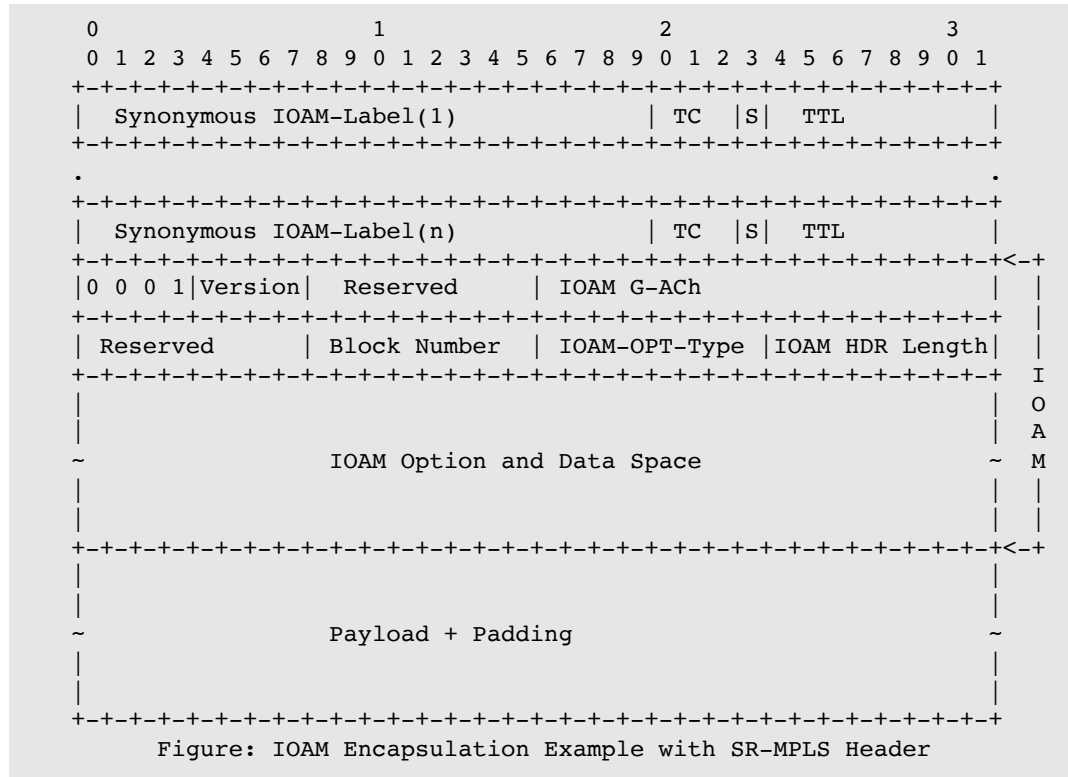 0                   1                   2                   3
 0 1 2 3 4 5 6 7 8 9 0 1 2 3 4 5 6 7 8 9 0 1 2 3 4 5 6 7 8 9 0 1
+-+-+-+-+-+-+-+-+-+-+-+-+-+-+-+-+-+-+-+-+-+-+-+-+-+-+-+-+-+-+-+-+
|  Synonymous IOAM-Label(1)             | TC  |S|   TTL         |
+-+-+-+-+-+-+-+-+-+-+-+-+-+-+-+-+-+-+-+-+-+-+-+-+-+-+-+-+-+-+-+-+
.                                                               .
+-+-+-+-+-+-+-+-+-+-+-+-+-+-+-+-+-+-+-+-+-+-+-+-+-+-+-+-+-+-+-+-+
|  Synonymous IOAM-Label(n)             | TC  |S|   TTL         |
+-+-+-+-+-+-+-+-+-+-+-+-+-+-+-+-+-+-+-+-+-+-+-+-+-+-+-+-+-+-+-+-+<-+
|0 0 0 1|Version|  Reserved     | IOAM G-ACh                    |  |
+-+-+-+-+-+-+-+-+-+-+-+-+-+-+-+-+-+-+-+-+-+-+-+-+-+-+-+-+-+-+-+-+  |
| Reserved      | Block Number  | IOAM-OPT-Type |IOAM HDR Length|  |
+-+-+-+-+-+-+-+-+-+-+-+-+-+-+-+-+-+-+-+-+-+-+-+-+-+-+-+-+-+-+-+-+  I
|                                                               |  O
|                                                               |  A
~                 IOAM Option and Data Space                    ~  M
|                                                               |  |
|                                                               |  |
+-+-+-+-+-+-+-+-+-+-+-+-+-+-+-+-+-+-+-+-+-+-+-+-+-+-+-+-+-+-+-+-+<-+
|                                                               |
|                                                               |
~                 Payload + Padding                             ~
|                                                               |
|                                                               |
+-+-+-+-+-+-+-+-+-+-+-+-+-+-+-+-+-+-+-+-+-+-+-+-+-+-+-+-+-+-+-+-+
Figure: IOAM Encapsulation Example with SR-MPLS Header